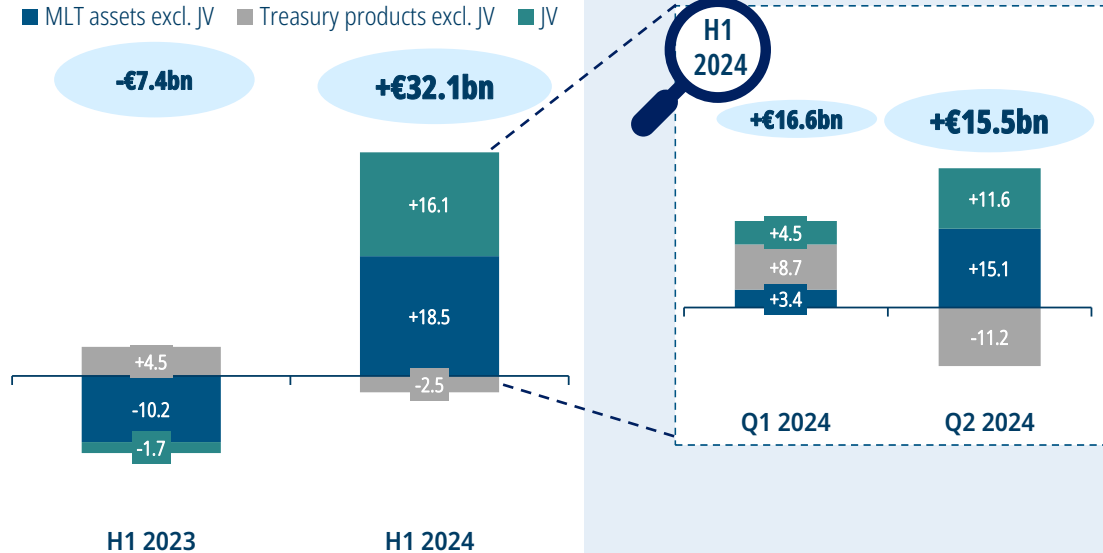 MLT assets excl. JV Treasury products excl. JV JV
-€7.4bn
+€32.1bn
+16.1
+18.5
-2.5
+4.5
-10.2
-1.7
H1 2023
H1 2024
H1
2024
+€16.6bn
+€15.5bn
+4.5
+8.7
+3.4
+11.6
+15.1
-11.2
Q1 2024
Q2 2024